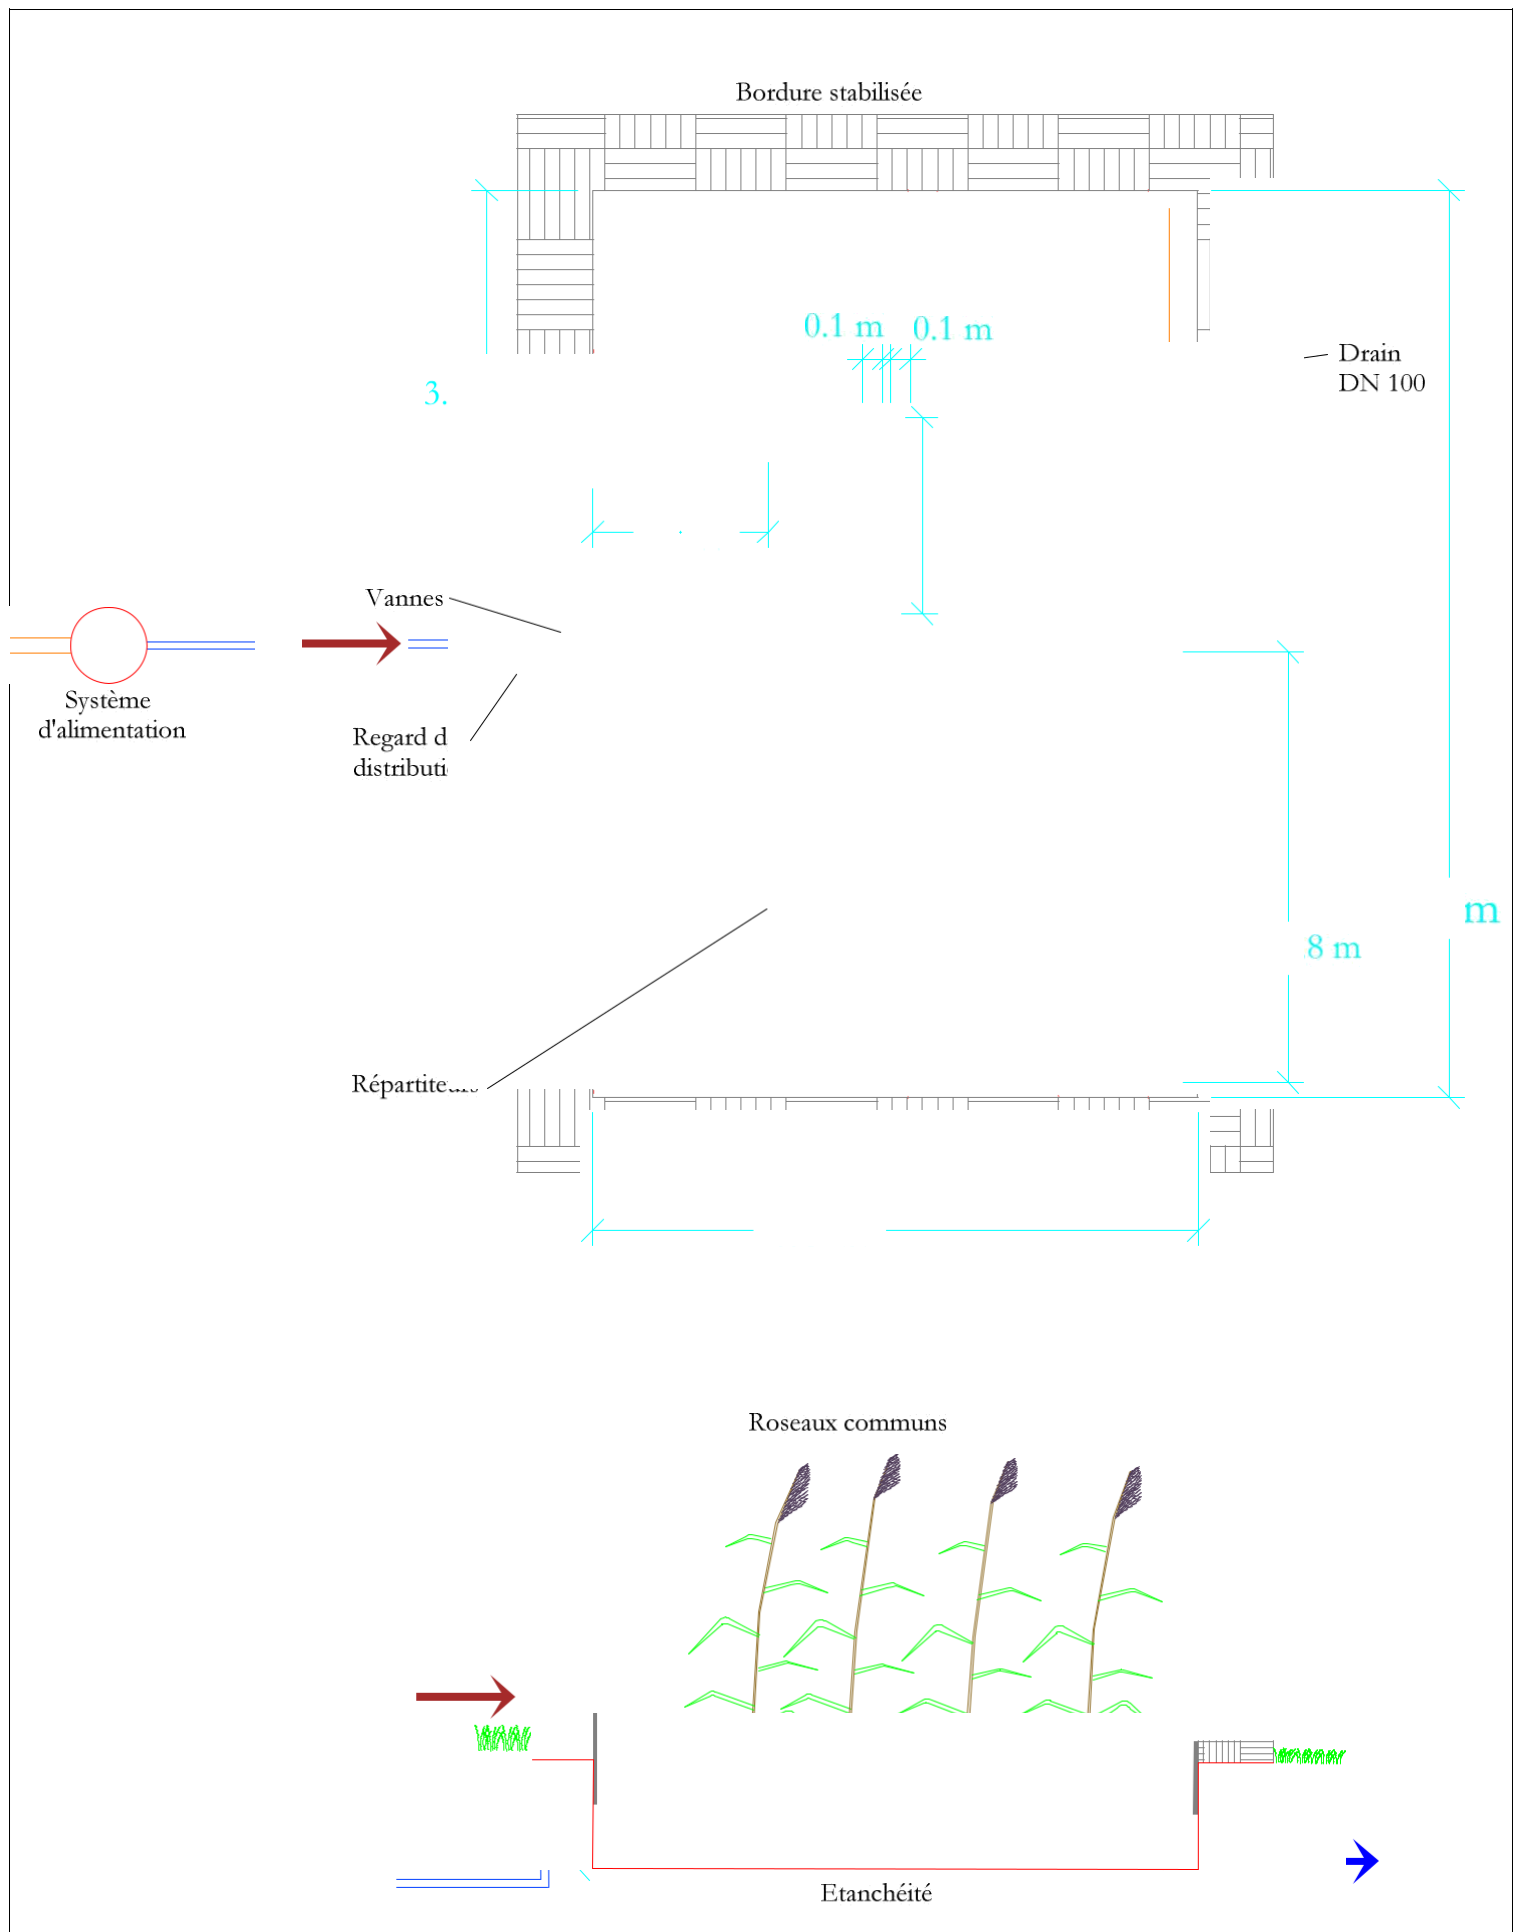 Bordure stabilisée
0.1 m 0.1 m
Drain
DN 100
3.
Vannes
Système
d'alimentation
Regard d
distributi
m
8 m
Roseaux communs
Etanchéité